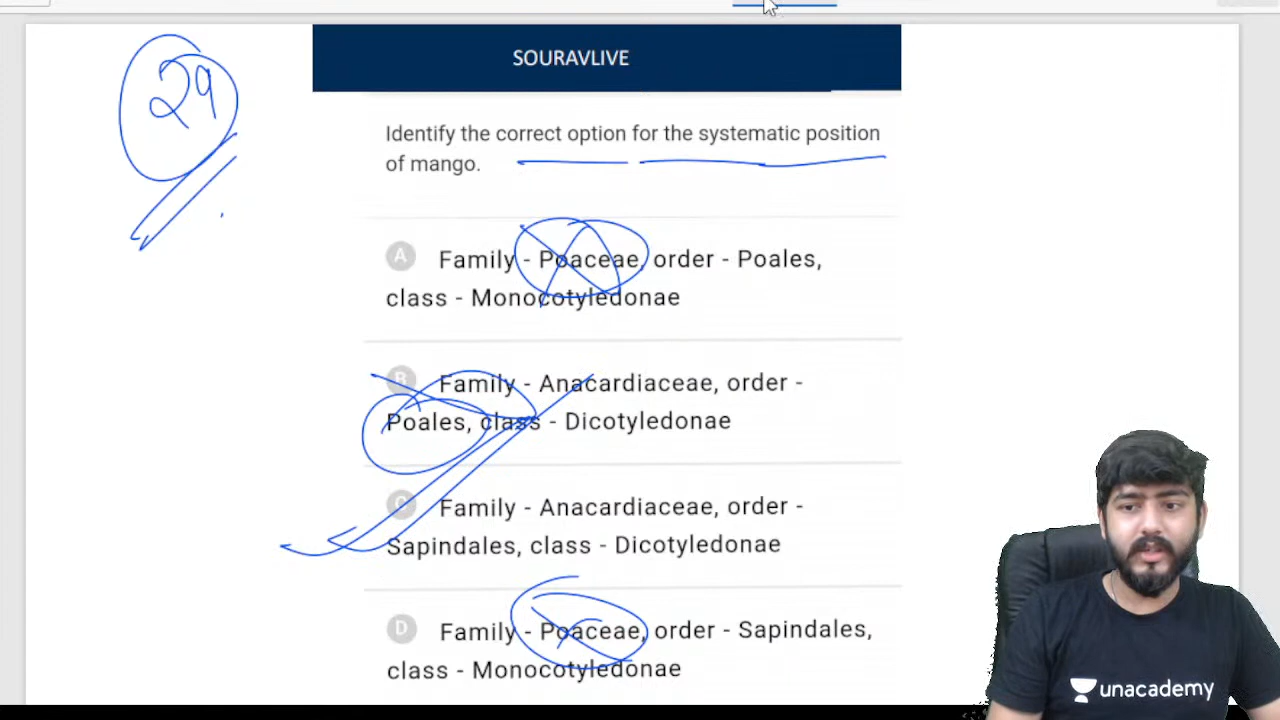 29
SOURAVLIVE
Identify the correct option for the systematic position
of mango.
A Family - Poaceae, order - Poales,
class - Monocotyledonae
B Family - Anacardiaceae, order -
Poales, class - Dicotyledonae
C Family - Anacardiaceae, order -
Sapindales, class - Dicotyledonae
D Family - Poaceae, order - Sapindales,
class - Monocotyledonae
unacademy